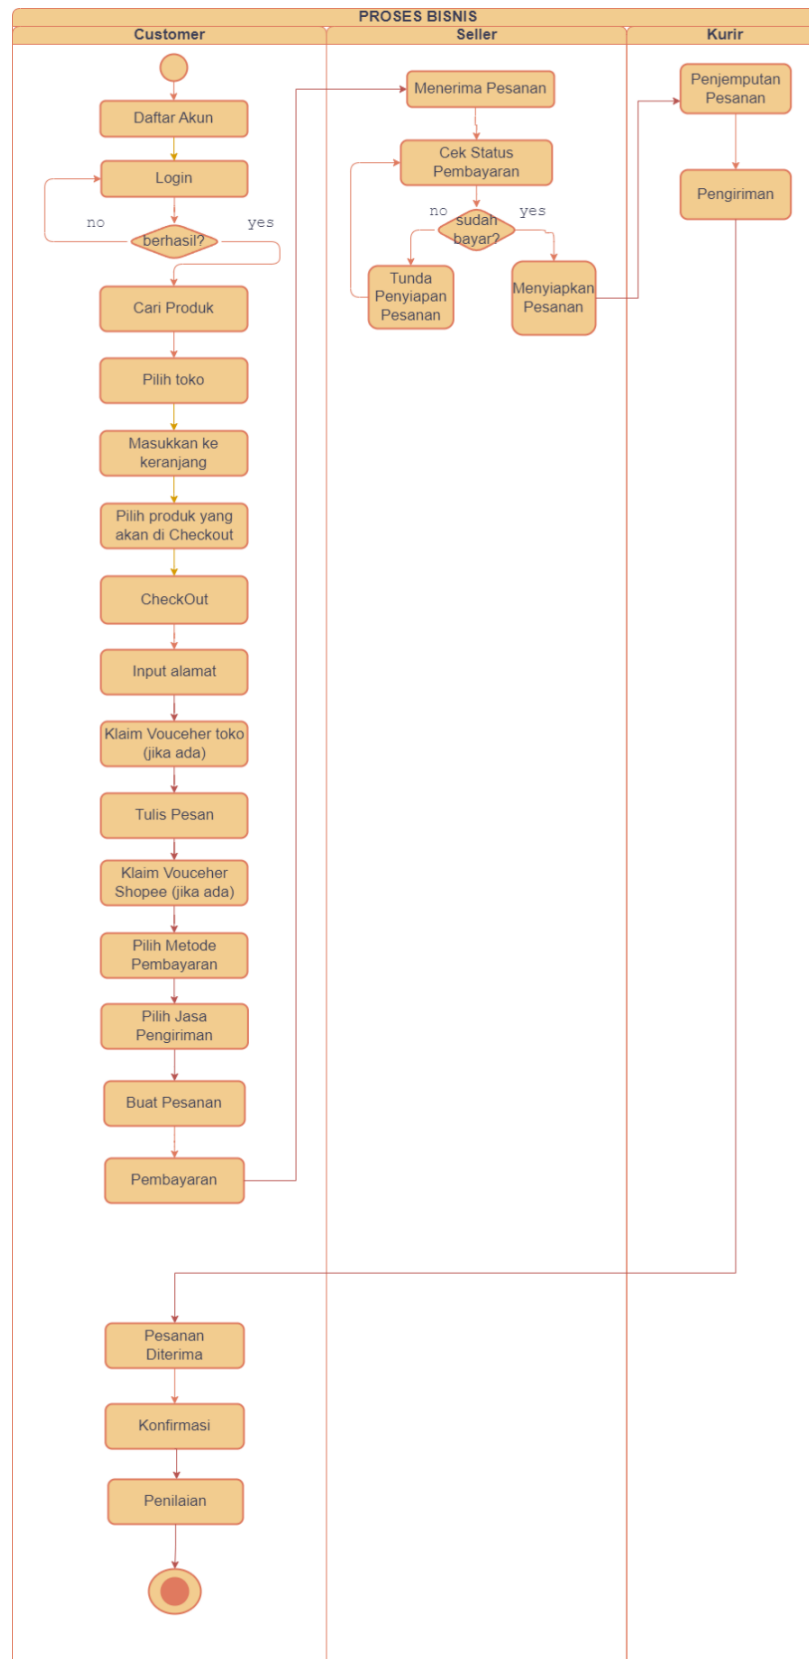 PROSES BISNIS
Customer
Seller
Kurir
Daftar Akun
Login
no
yes
berhasil?
Cari Produk
Pilih toko
Masukkan ke
keranjang
Pilih produk yang
akan di Checkout
CheckOut
Input alamat
Klaim Vouceher toko
(jika ada)
Tulis Pesan
Klaim Vouceher
Shopee (jika ada)
Pilih Metode
Pembayaran
Pilih Jasa
Pengiriman
Buat Pesanan
Pembayaran
Pesanan
Diterima
Konfirmasi
Penilaian
Menerima Pesanan
Cek Status
Pembayaran
no
yes
sudah
bayar?
Tunda
Penyiapan
Pesanan
Menyiapkan
Pesanan
Penjemputan
Pesanan
Pengiriman